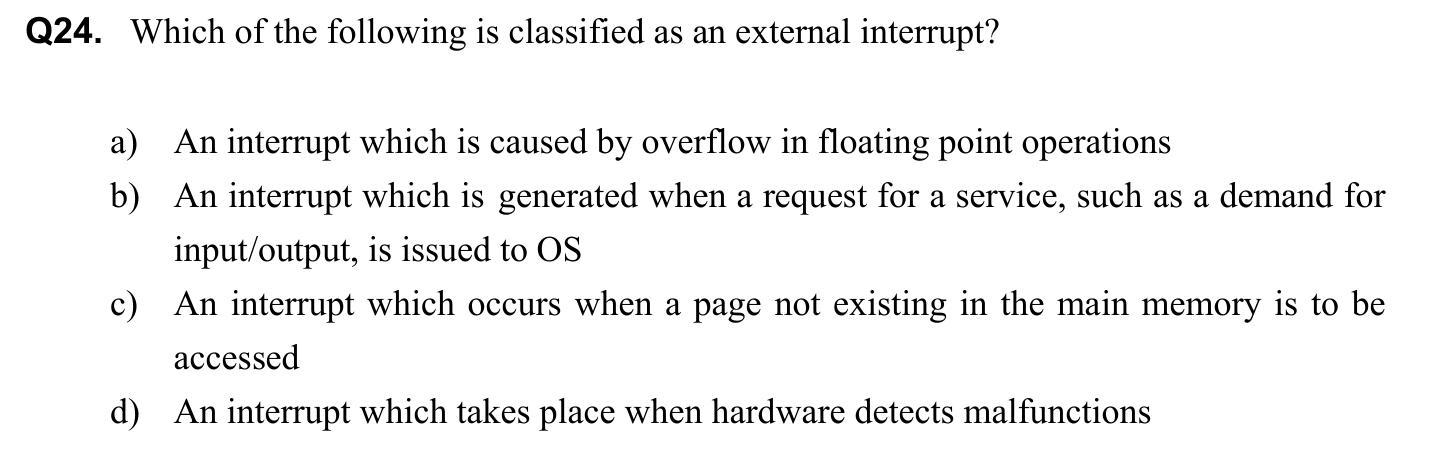 Q24. Which of the following is classified as an external interrupt?
a) An interrupt which is caused by overflow in floating point operations
b) An interrupt which is generated when a request for a service, such as a demand for
input/output, is issued to OS
c) An interrupt which occurs when a page not existing in the main memory is to be
accessed
d) An interrupt which takes place when hardware detects malfunctions